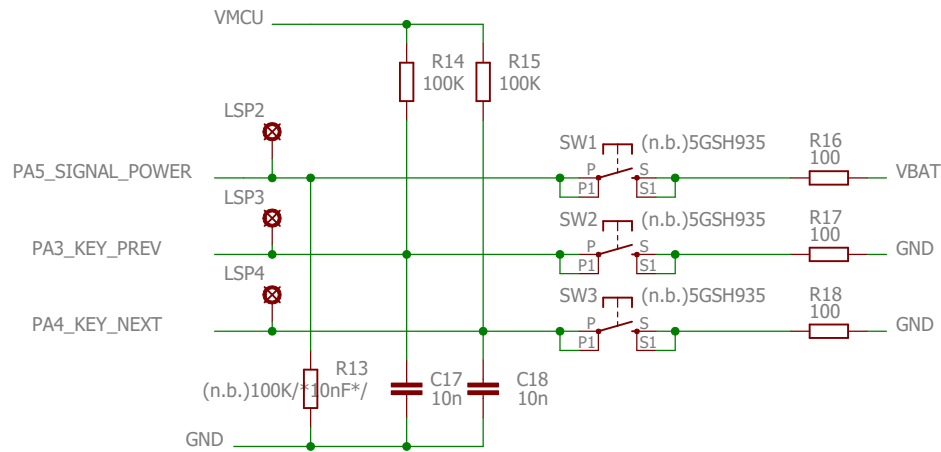 VMCU
R14
100K
R15
100K
LSP2
SW1
(n.b.)5GSH935
R16
100
PA5_SIGNAL_POWER
P
S
P1
S1
VBAT
LSP3
SW2
(n.b.)5GSH935
R17
100
PA3_KEY_PREV
P
S
P1
S1
GND
LSP4
SW3
(n.b.)5GSH935
R18
100
PA4_KEY_NEXT
P
S
P1
S1
GND
R13
(n.b.)100K/*10nF*/
C17
10n
C18
10n
GND